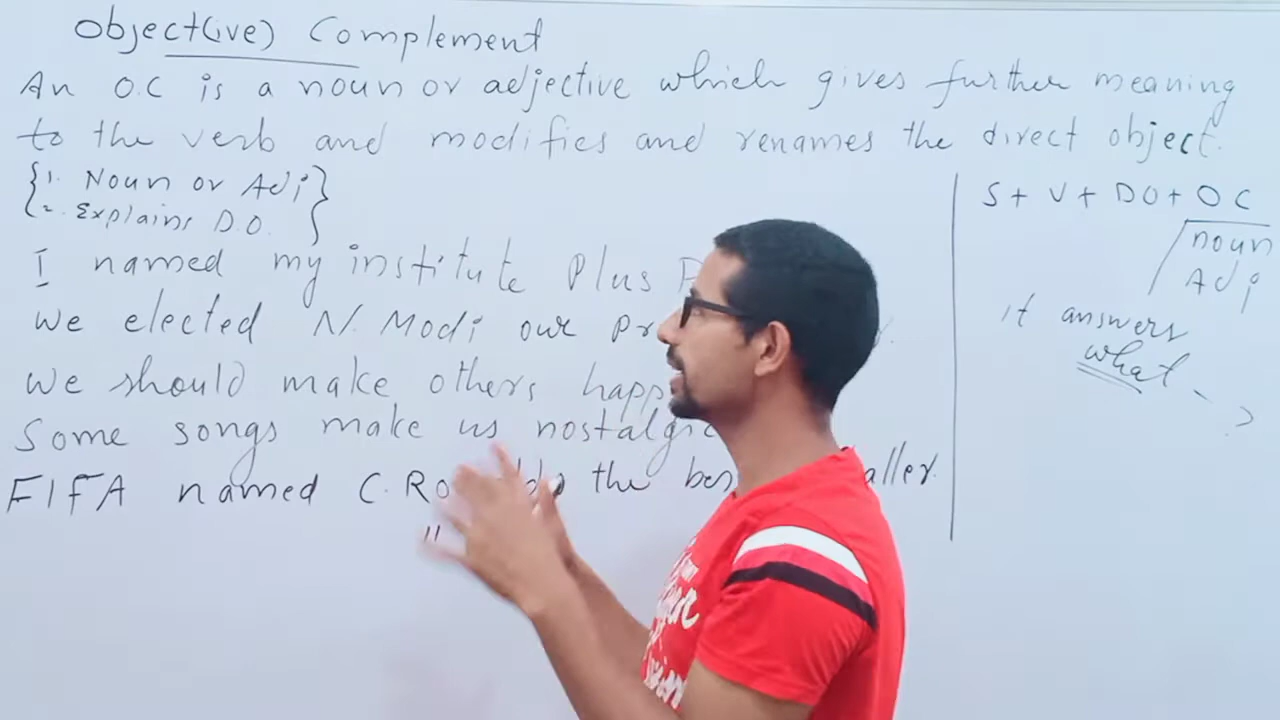 Object(ive) Complement
An O.C is a noun or adjective which gives further meaning
to the verb and modifies and renames the direct object.
{1. Noun or Adj}
{2. Explains D.O. }
I named my institute Plus
We elected N. Modi our
We should make others
Some songs make us nostalgic
FIFA named C. the
"
S + V + DO + OC
noun
Adj
it answers
what